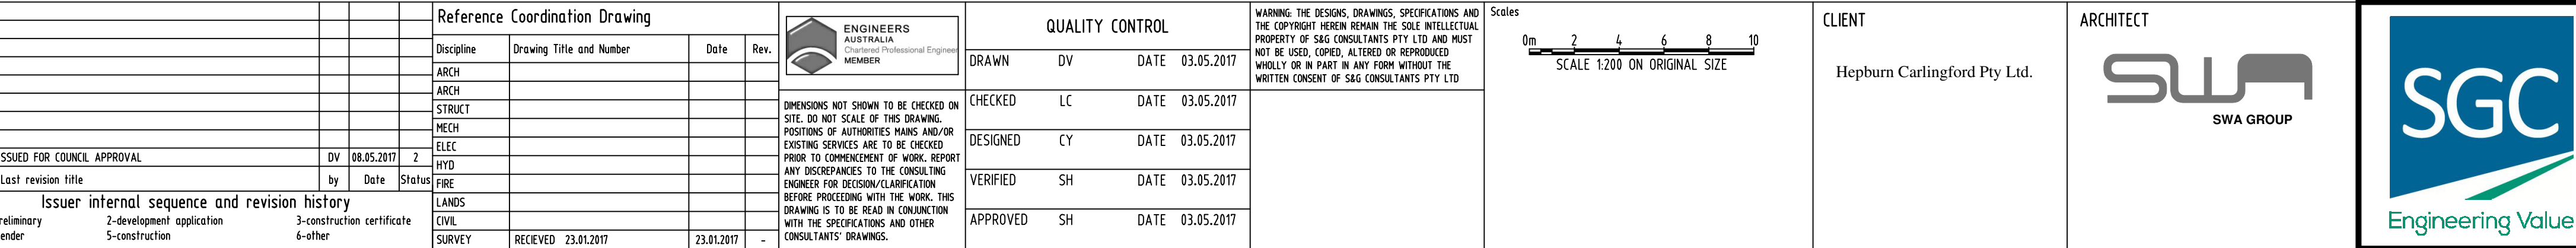 ISSUED FOR COUNCIL APPROVAL DV 08.05.2017 2
Last revision title by Date Status
Issuer internal sequence and revision history
2-development application 3-construction certificate
5-construction 6-other
Reference Coordination Drawing
Discipline Drawing Title and Number Date Rev.
ARCH
ARCH
STRUCT
MECH
ELEC
HYD
FIRE
LANDS
CIVIL
SURVEY RECIEVED 23.01.2017 23.01.2017 -
ENGINEERS
AUSTRALIA
Chartered Professional Engineer
MEMBER
DIMENSIONS NOT SHOWN TO BE CHECKED ON
SITE. DO NOT SCALE OF THIS DRAWING.
POSITIONS OF AUTHORITIES MAINS AND/OR
EXISTING SERVICES ARE TO BE CHECKED
PRIOR TO COMMENCEMENT OF WORK. REPORT
ANY DISCREPANCIES TO THE CONSULTING
ENGINEER FOR DECISION/CLARIFICATION
BEFORE PROCEEDING WITH THE WORK. THIS
DRAWING IS TO BE READ IN CONJUNCTION
WITH THE SPECIFICATIONS AND OTHER
CONSULTANTS' DRAWINGS.
QUALITY CONTROL
DRAWN DV DATE 03.05.2017
CHECKED LC DATE 03.05.2017
DESIGNED CY DATE 03.05.2017
VERIFIED SH DATE 03.05.2017
APPROVED SH DATE 03.05.2017
WARNING: THE DESIGNS, DRAWINGS, SPECIFICATIONS AND
THE COPYRIGHT HEREIN REMAIN THE SOLE INTELLECTUAL
PROPERTY OF S&G CONSULTANTS PTY LTD AND MUST
NOT BE USED, COPIED, ALTERED OR REPRODUCED
WHOLLY OR IN PART IN ANY FORM WITHOUT THE
WRITTEN CONSENT OF S&G CONSULTANTS PTY LTD
Scales
0m 2 4 6 8 10
SCALE 1:200 ON ORIGINAL SIZE
CLIENT
Hepburn Carlingford Pty Ltd.
ARCHITECT
SWA
SWA GROUP
SGC
Engineering Value